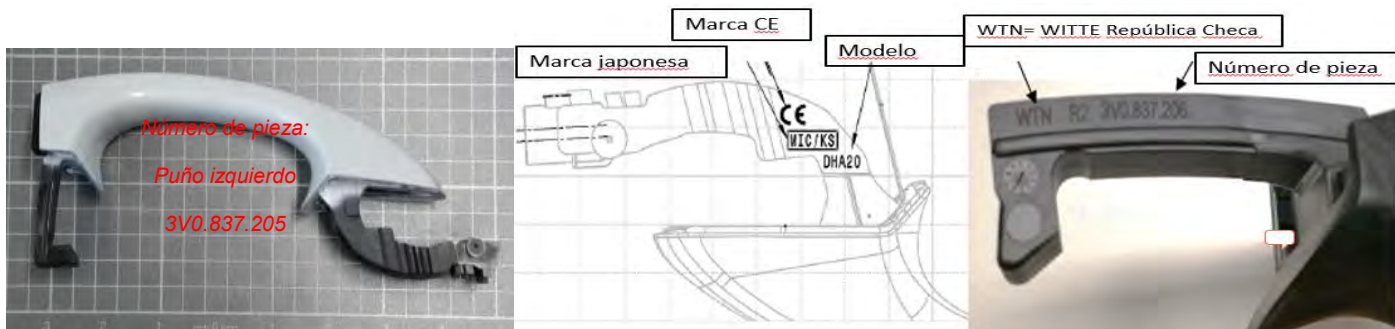 Número de pieza:
Puño izquierdo
3V0.837.205
Marca CE
Marca japonesa
Modelo
CE
MIC/KS
DHA20
WTN= WITTE República Checa
Número de pieza
WTN R2 3V0.837.206